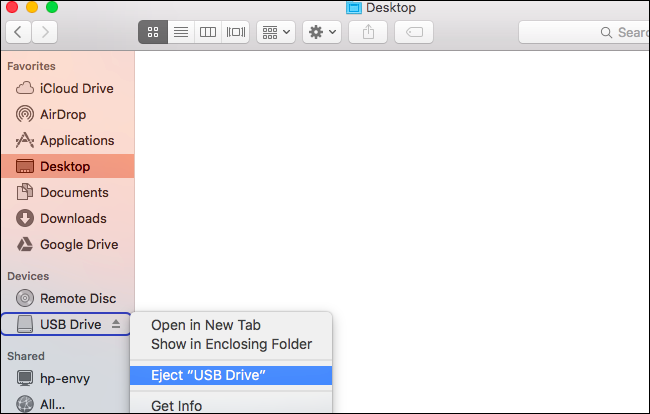 Desktop
Searc
Favorites
iCloud Drive
AirDrop
Applications
Desktop
Documents
Downloads
Google Drive
Devices
Remote Disc
USB Drive
Open in New Tab
Show in Enclosing Folder
Eject “USB Drive”
Get Info
Shared
hp-envy
All...